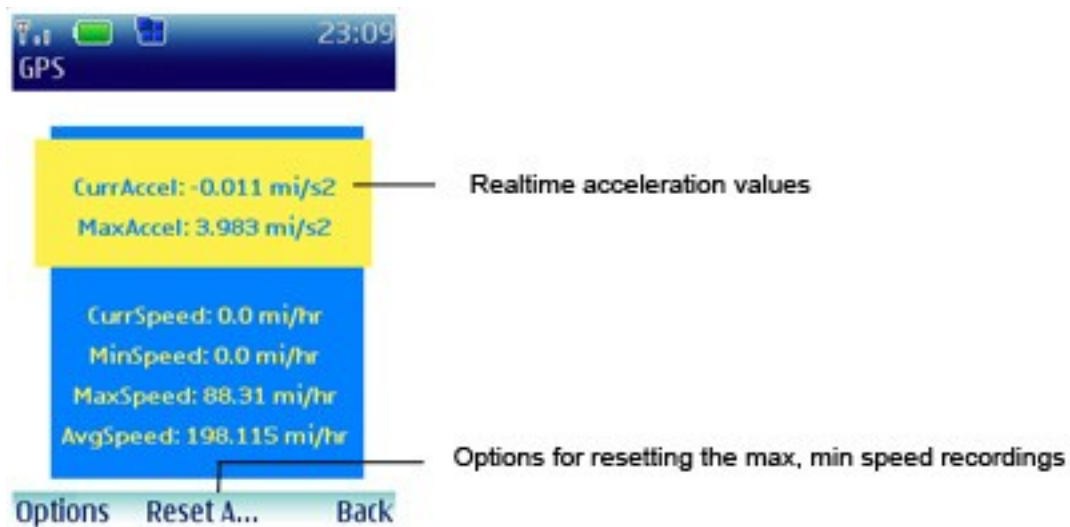 23:09
GPS
CurrAccel: -0.011 mi/s2
MaxAccel: 3.983 mi/s2
Realtime acceleration values
CurrSpeed: 0.0 mi/hr
MinSpeed: 0.0 mi/hr
MaxSpeed: 88.31 mi/hr
AvgSpeed: 198.115 mi/hr
Options for resetting the max, min speed recordings
Options Reset A... Back